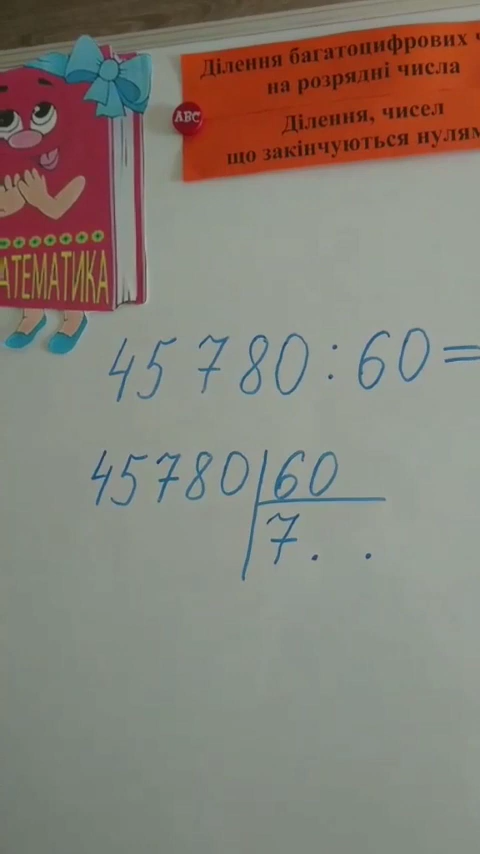 Ділення багатоцифрових ч
на розрядні числа
ABC
Ділення, чисел
що закінчуються нулям
АТЕМАТИКА
45 780 : 60 =
45780 60
7 . .